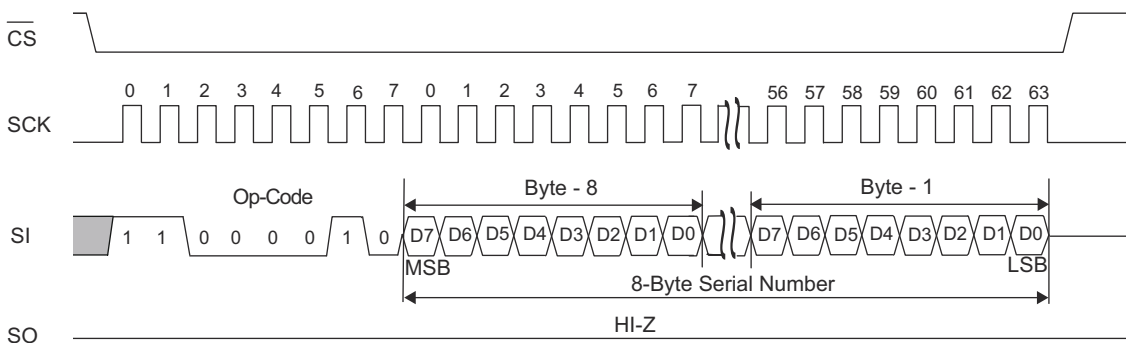 CS
0 1 2 3 4 5 6 7 0 1 2 3 4 5 6 7 56 57 58 59 60 61 62 63
SCK
Op-Code Byte - 8 Byte - 1
SI 1 1 0 0 0 0 1 0 D7 D6 D5 D4 D3 D2 D1 D0 D7 D6 D5 D4 D3 D2 D1 D0
MSB LSB
8-Byte Serial Number
HI-Z
SO